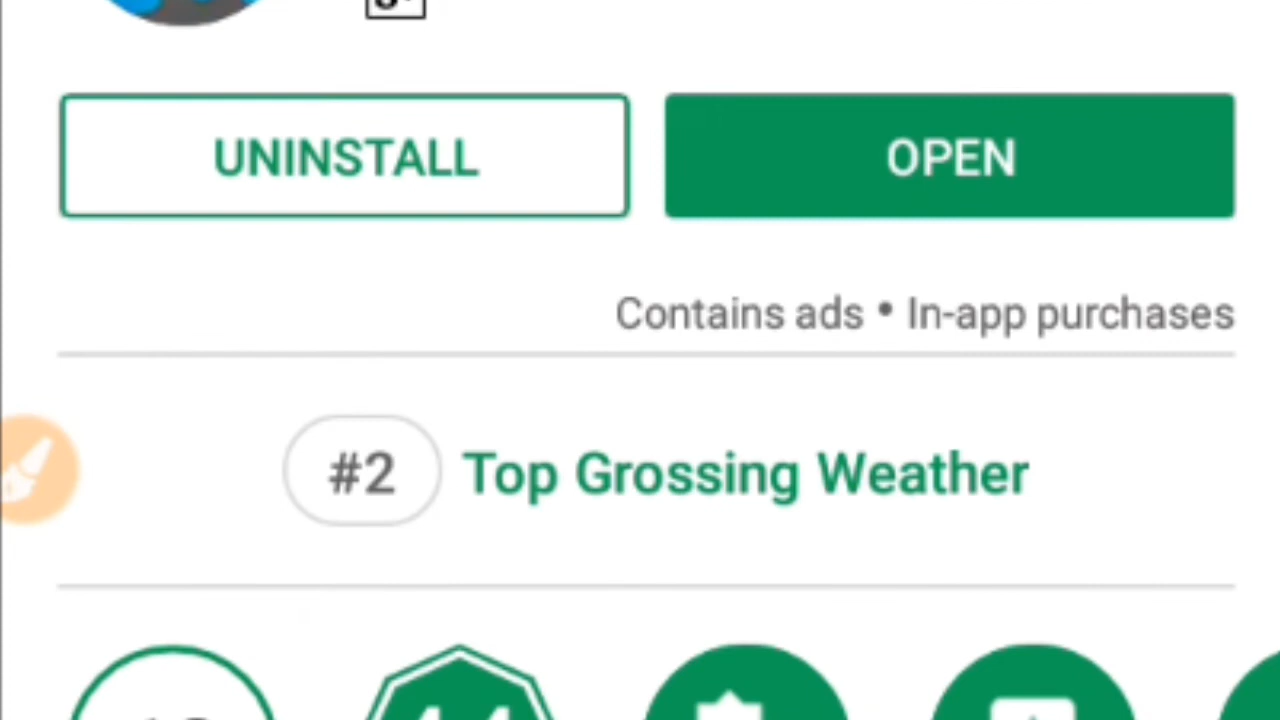 UNINSTALL
OPEN
Contains ads • In-app purchases
#2 Top Grossing Weather